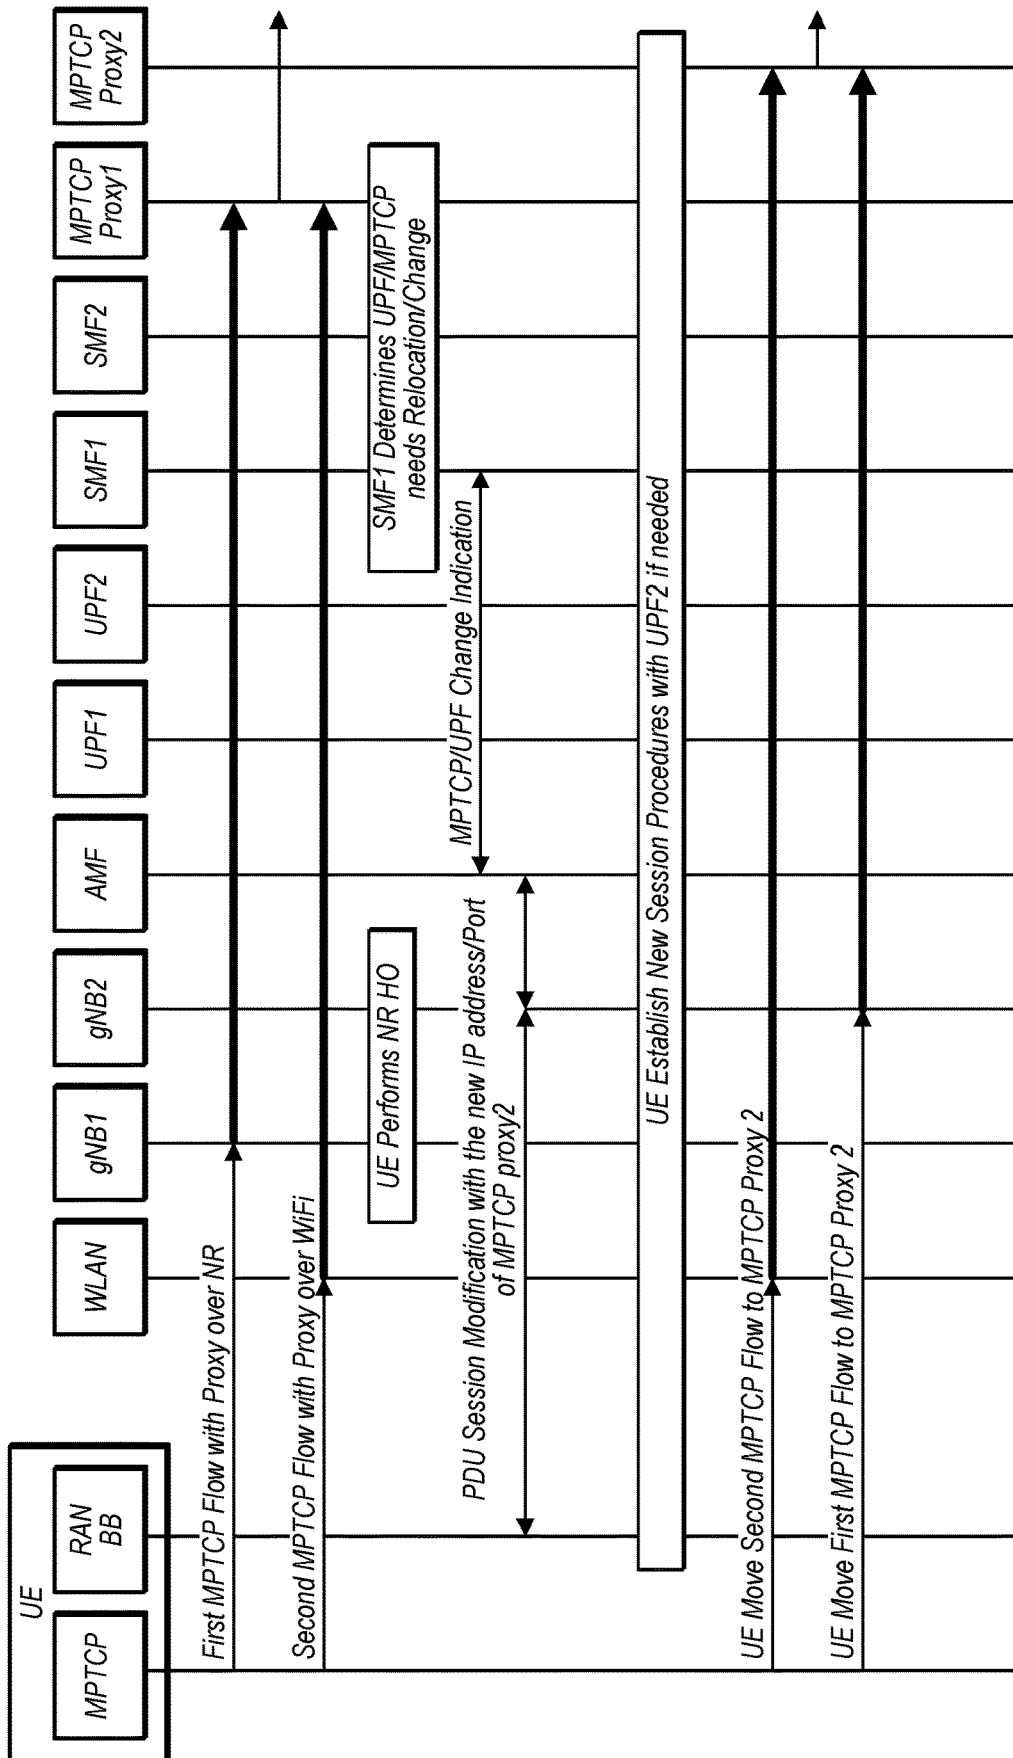 UE
MPTCP
RAN
BB
WLAN
gNB1
gNB2
AMF
UPF1
UPF2
SMF1
SMF2
MPTCP
Proxy1
MPTCP
Proxy2
First MPTCP Flow with Proxy over NR
Second MPTCP Flow with Proxy over WiFi
UE Performs NR HO
SMF1 Determines UPF/MPTCP
needs Relocation/Change
MPTCP/UPF Change Indication
PDU Session Modification with the new IP address/Port
of MPTCP proxy2
UE Establish New Session Procedures with UPF2 if needed
UE Move Second MPTCP Flow to MPTCP Proxy 2
UE Move First MPTCP Flow to MPTCP Proxy 2